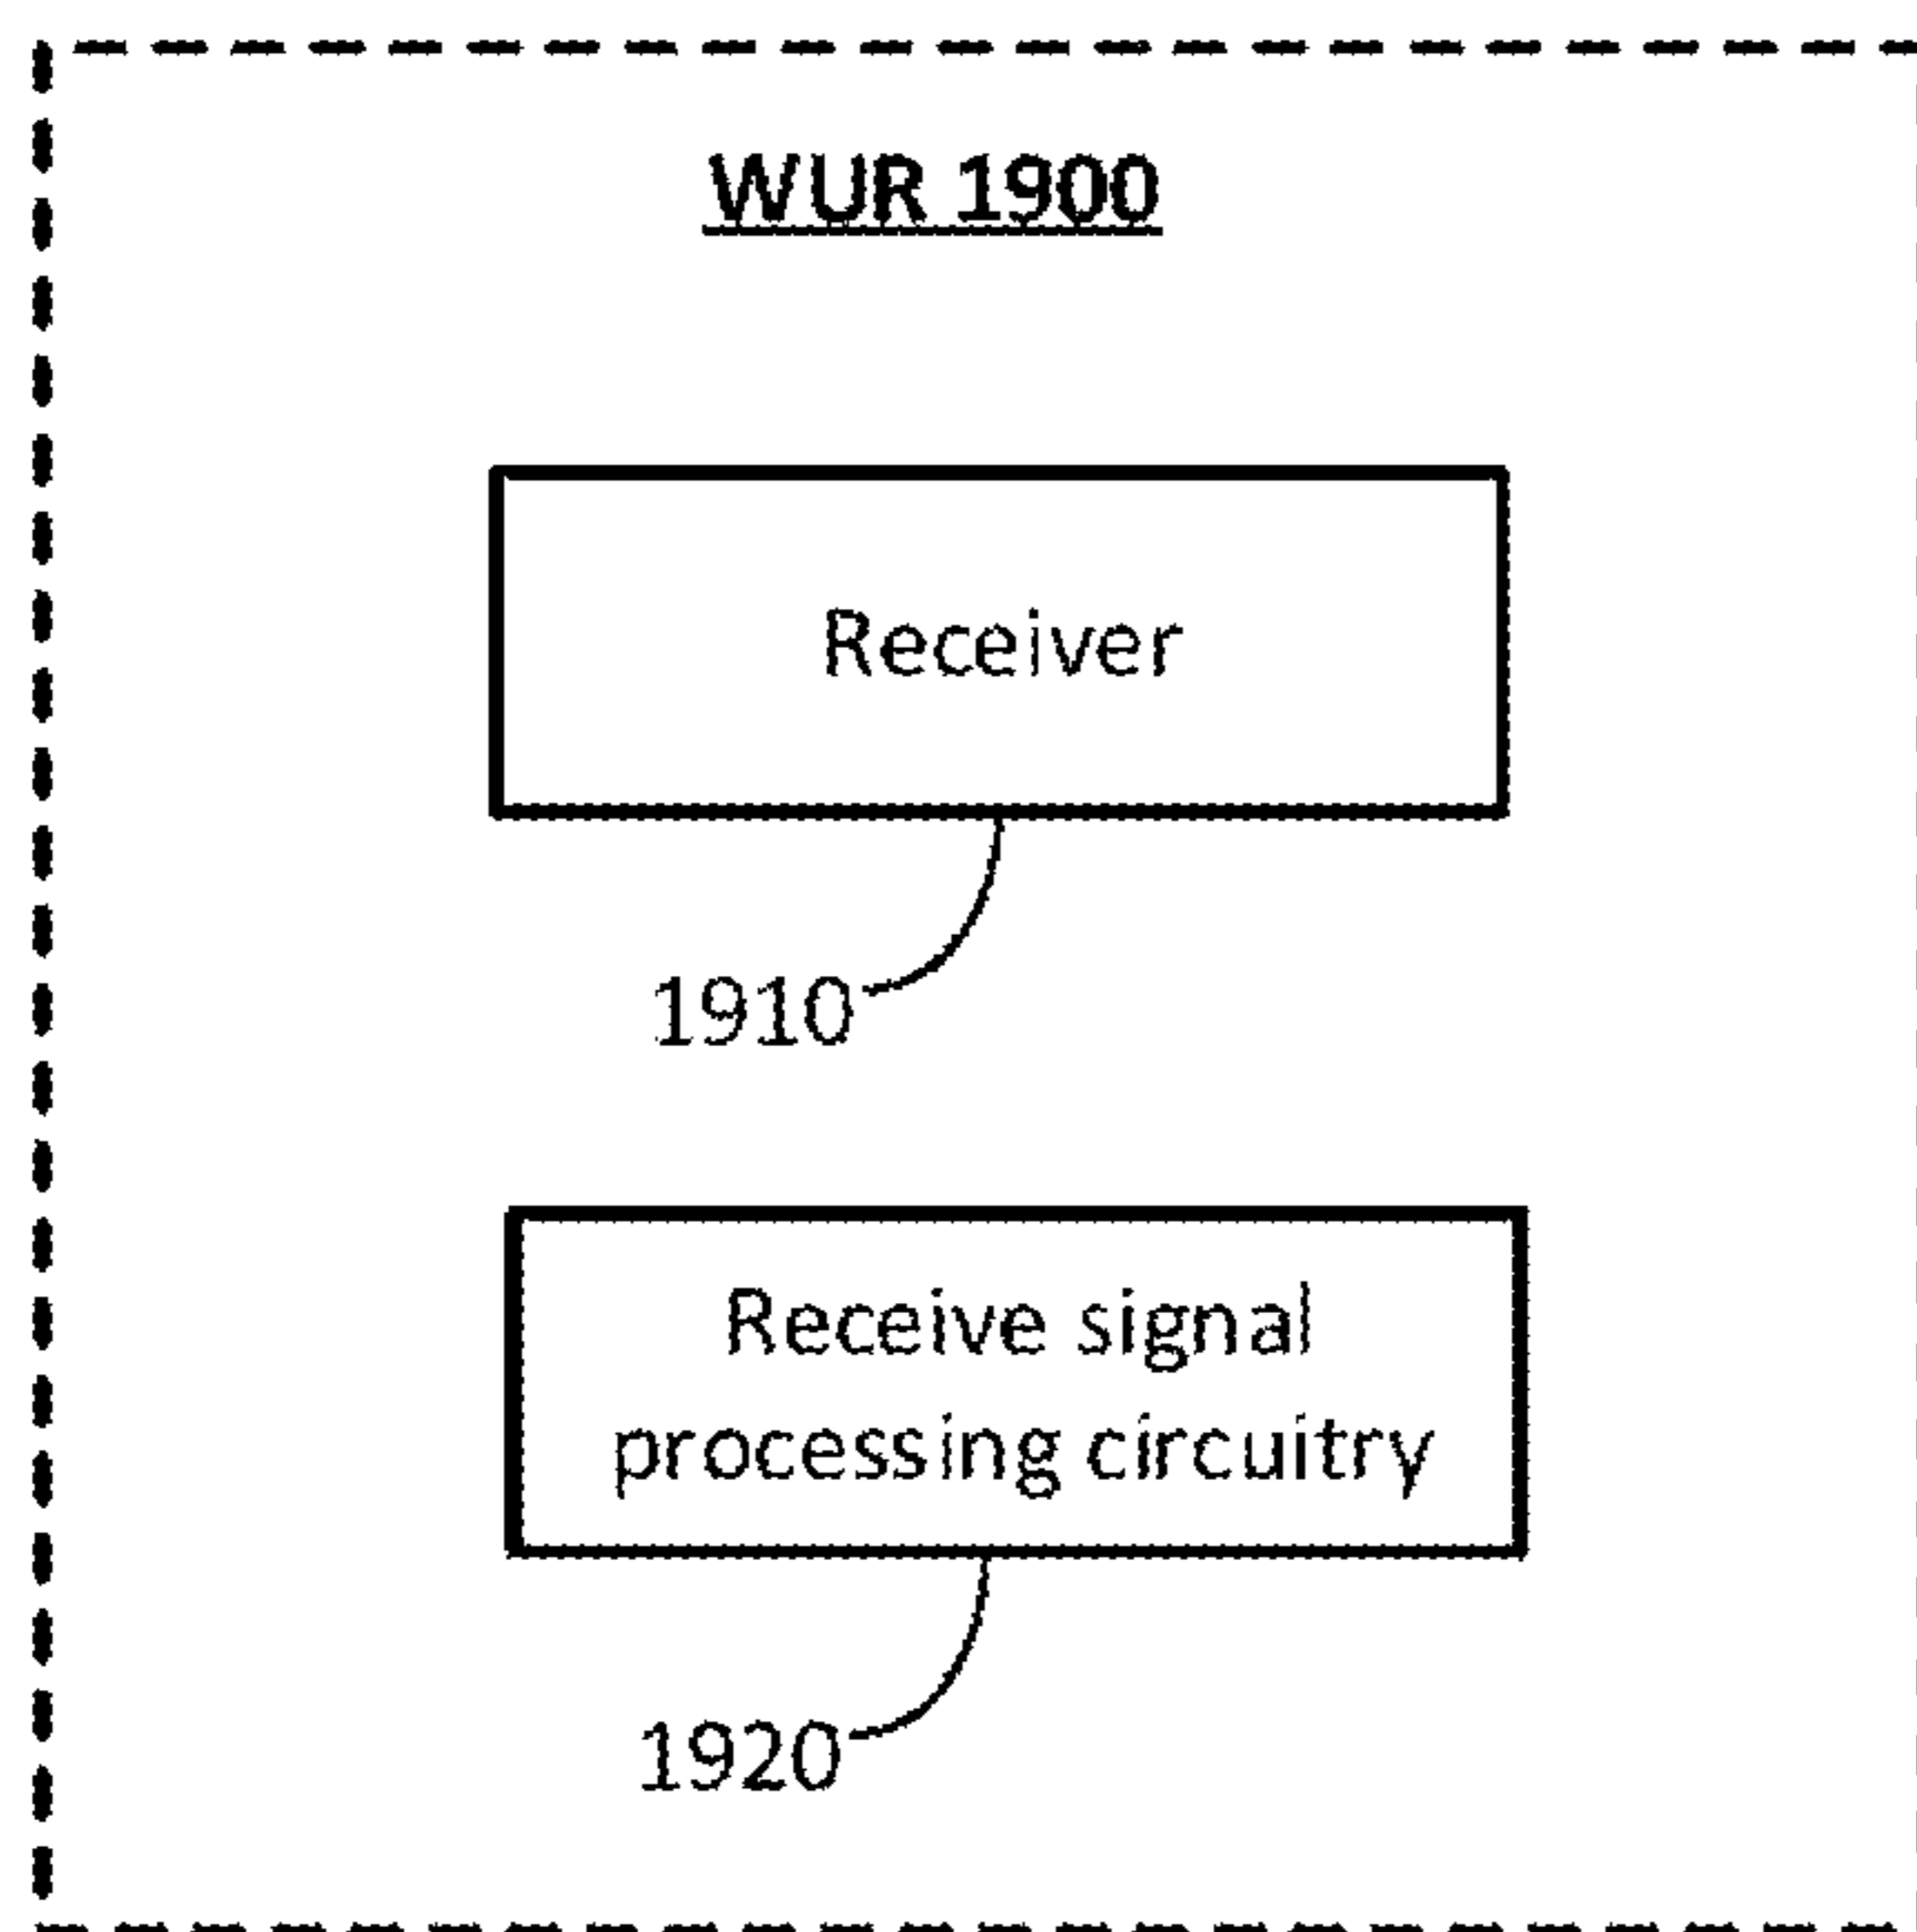 WUR 1900
Receiver
1910
Receive signal
processing circuitry
1920